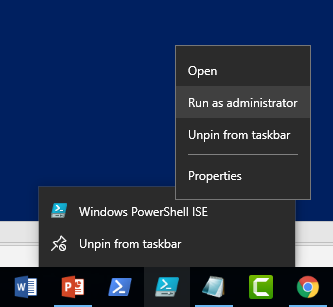 Open
Run as administrator
Unpin from taskbar
Properties
Windows PowerShell ISE
Unpin from taskbar